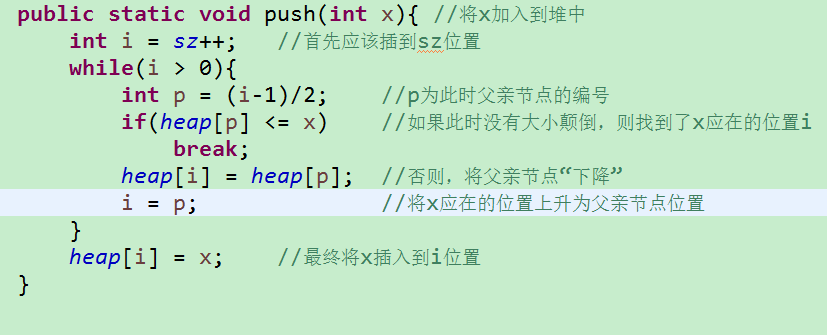 public static void push(int x){ //将x加入到堆中
int i = sz++; //首先应该插到sz位置
while(i > 0){
int p = (i-1)/2; //p为此时父亲节点的编号
if(heap[p] <= x) //如果此时没有大小颠倒，则找到了x应在的位置i
break;
heap[i] = heap[p]; //否则，将父亲节点“下降”
i = p; //将x应在的位置上升为父亲节点位置
}
heap[i] = x; //最终将x插入到i位置
}